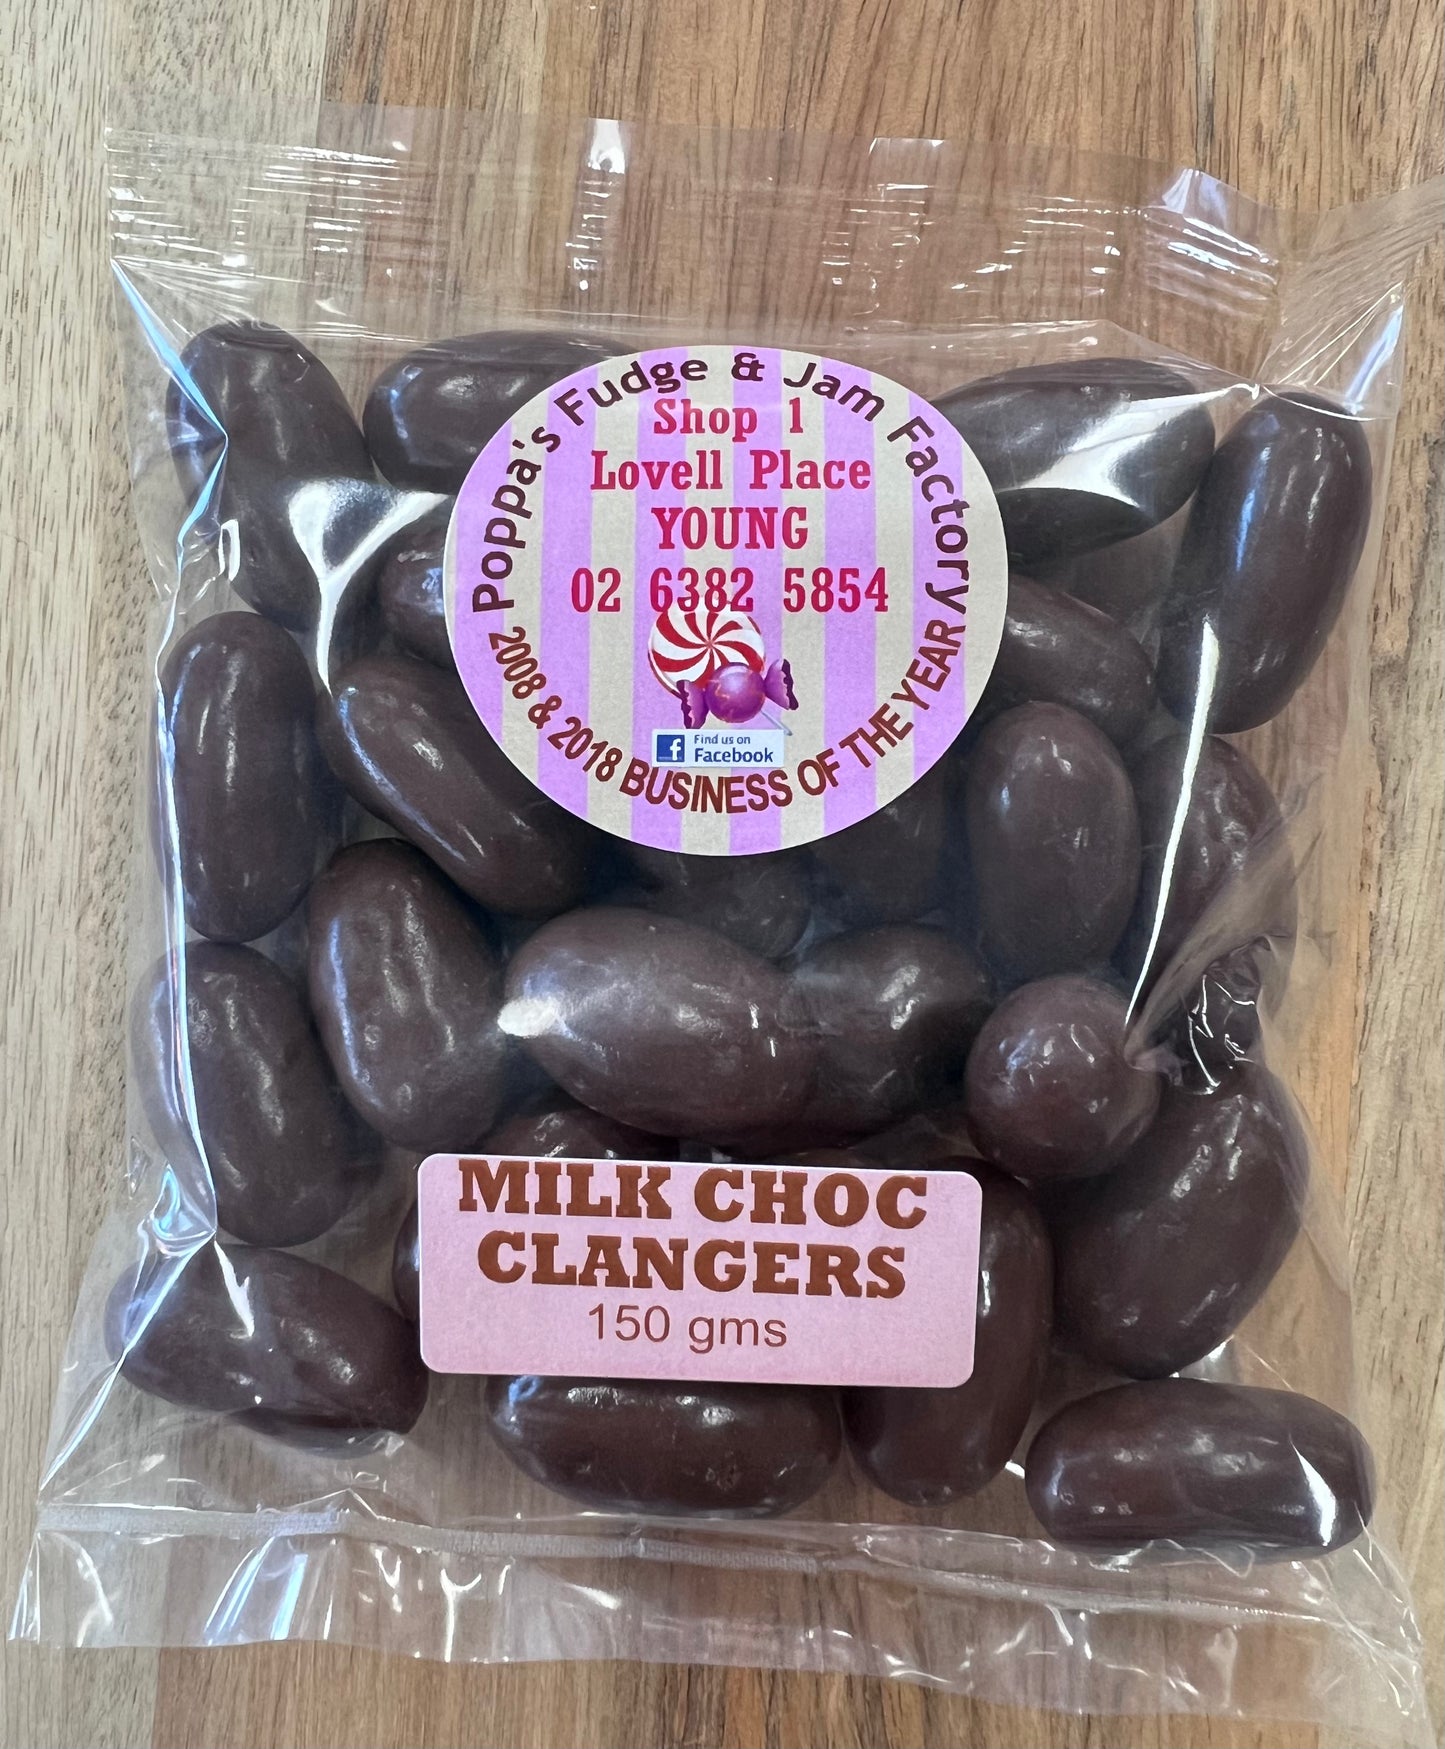 Poppa's Fudge & Jam Factory
Shop 1
Lovell Place
YOUNG
02 6382 5854
f Find us on
Facebook
2008 & 2018 BUSINESS OF THE YEAR
MILK CHOC
CLANGERS
150 gms